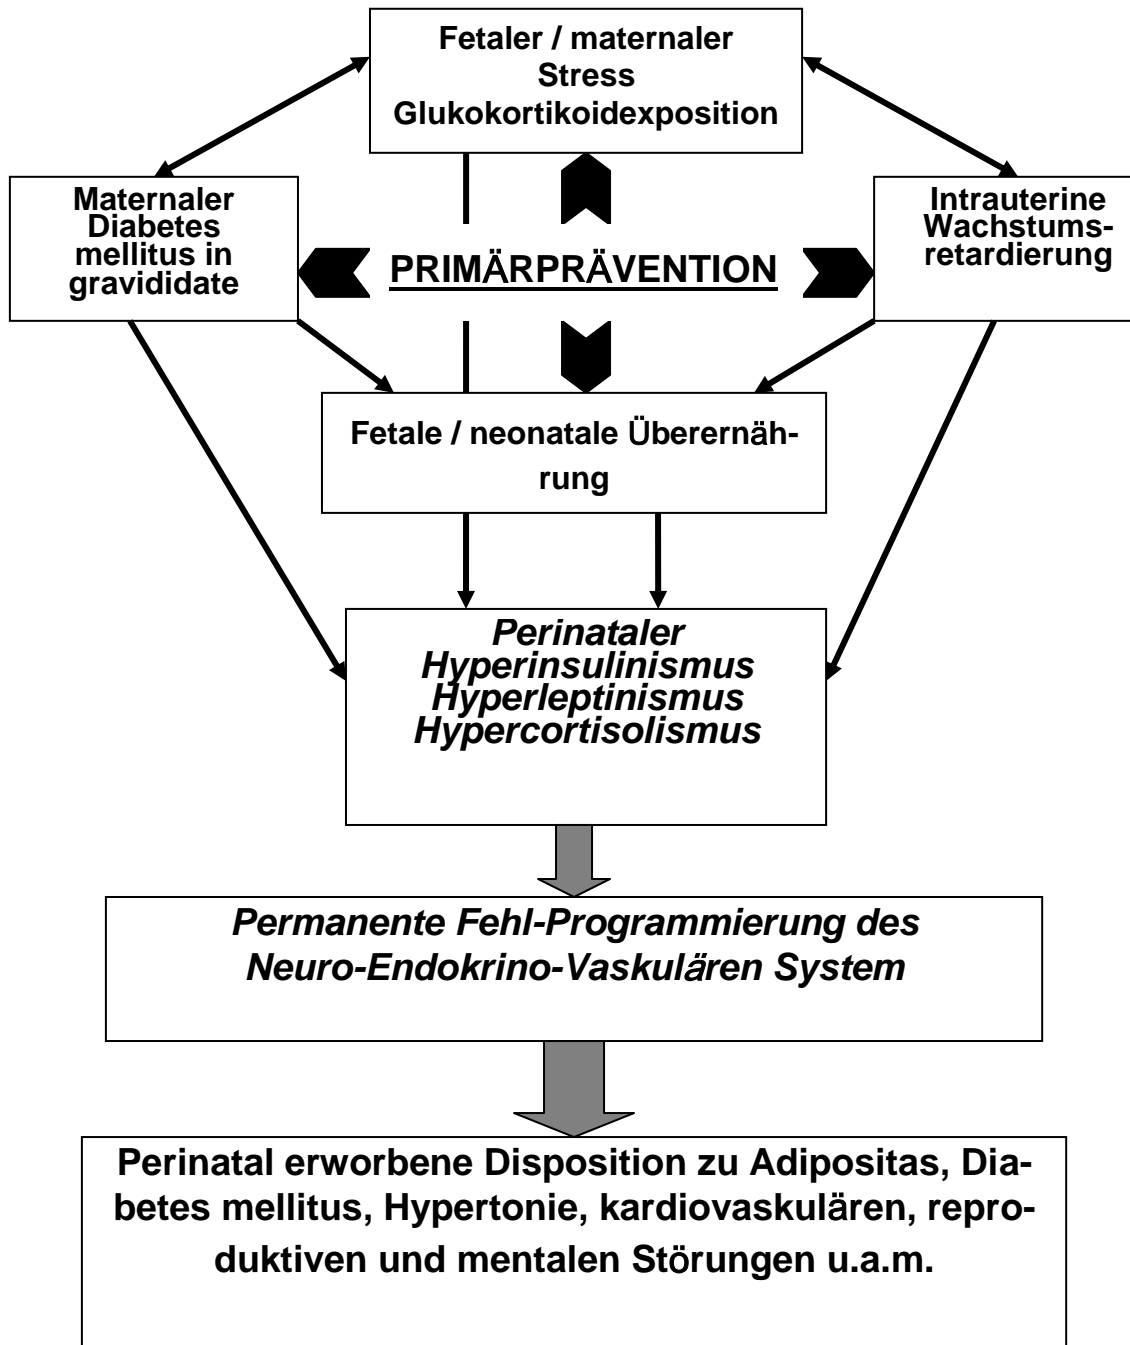 Fetaler / maternaler
Stress
Glukokortikoidexposition
Maternaler
Diabetes
mellitus in
gravididate
Intrauterine
Wachstums-
retardierung
PRIMÄRPRÄVENTION
Fetale / neonatale Überernäh-
rung
Perinataler
Hyperinsulinismus
Hyperleptinismus
Hypercortisolismus
Permanente Fehl-Programmierung des
Neuro-Endokrino-Vaskulären System
Perinatal erworbene Disposition zu Adipositas, Dia-
betes mellitus, Hypertonie, kardiovaskulären, repro-
duktiven und mentalen Störungen u.a.m.